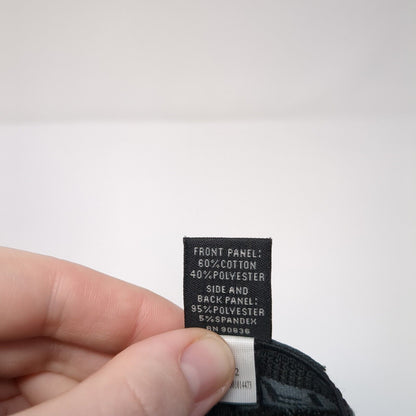 FRONT PANEL:
60%COTTON
40%POLYESTER
SIDE AND
BACK PANEL:
95%POLYESTER
5%SPANDEX
RN 90836